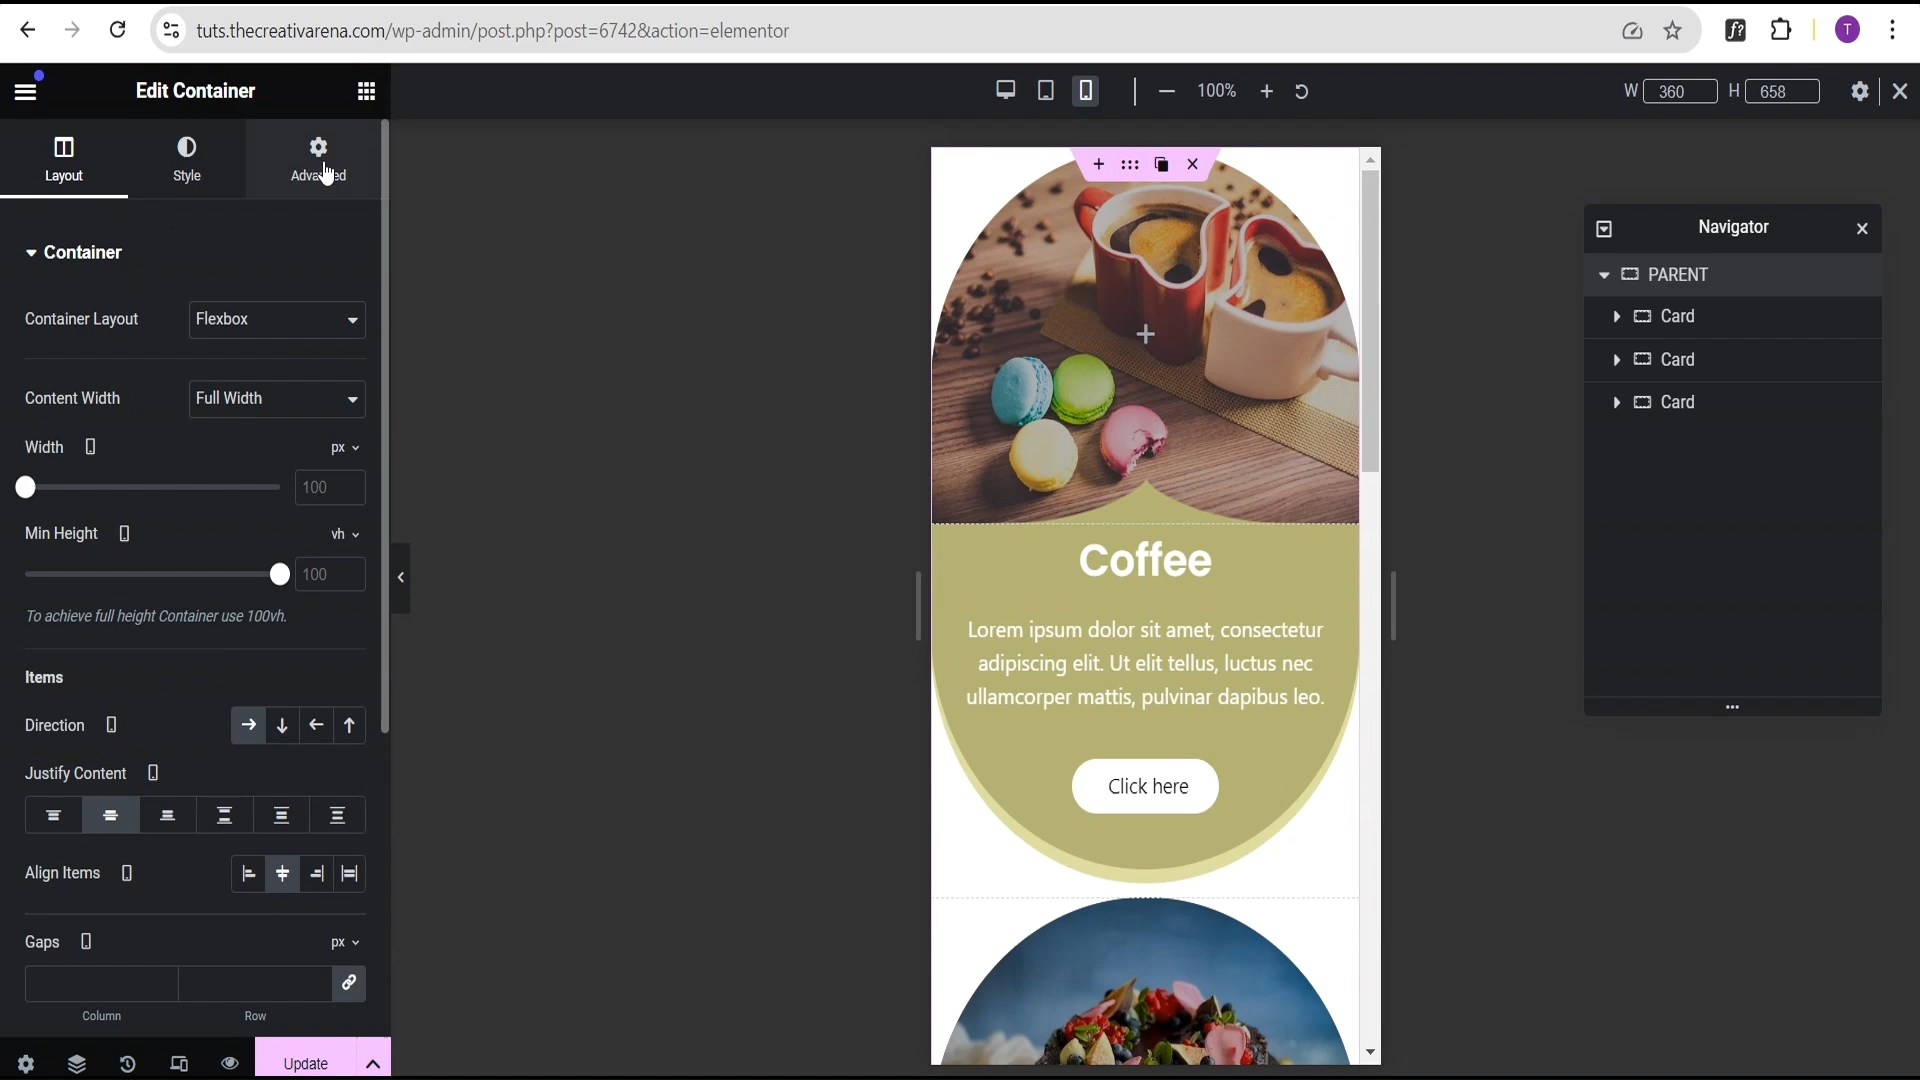 tuts.thecreativarena.com/wp-admin/post.php?post=6742&action=elementor
f?
T
Edit Container
100%
W 360 H 658
Layout
Style
Advanced
Container
Container Layout
Flexbox
Content Width
Full Width
Width
px
100
Min Height
vh
100
To achieve full height Container use 100vh.
Items
Direction
Justify Content
Align Items
Gaps
px
Column
Row
Update
Coffee
Lorem ipsum dolor sit amet, consectetur
adipiscing elit. Ut elit tellus, luctus nec
ullamcorper mattis, pulvinar dapibus leo.
Click here
Navigator
PARENT
Card
Card
Card